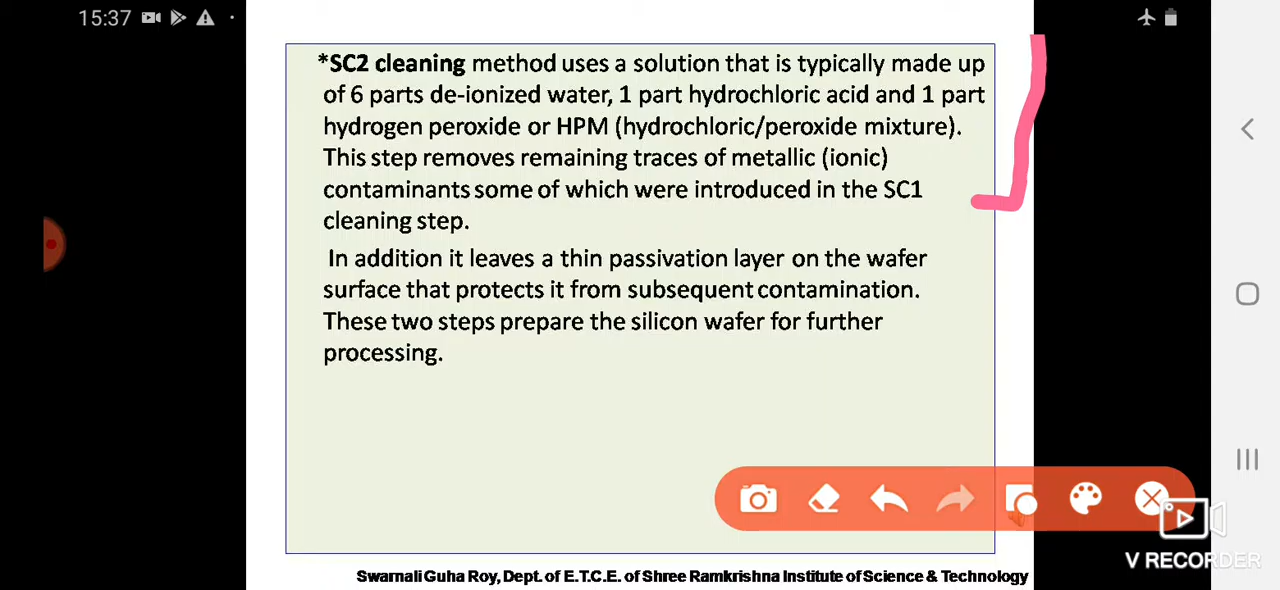 15:37
*SC2 cleaning method uses a solution that is typically made up
of 6 parts de-ionized water, 1 part hydrochloric acid and 1 part
hydrogen peroxide or HPM (hydrochloric/peroxide mixture).
This step removes remaining traces of metallic (ionic)
contaminants some of which were introduced in the SC1
cleaning step.
In addition it leaves a thin passivation layer on the wafer
surface that protects it from subsequent contamination.
These two steps prepare the silicon wafer for further
processing.
V RECORDER
Swarnali Guha Roy, Dept. of E.T.C.E. of Shree Ramkrishna Institute of Science & Technology